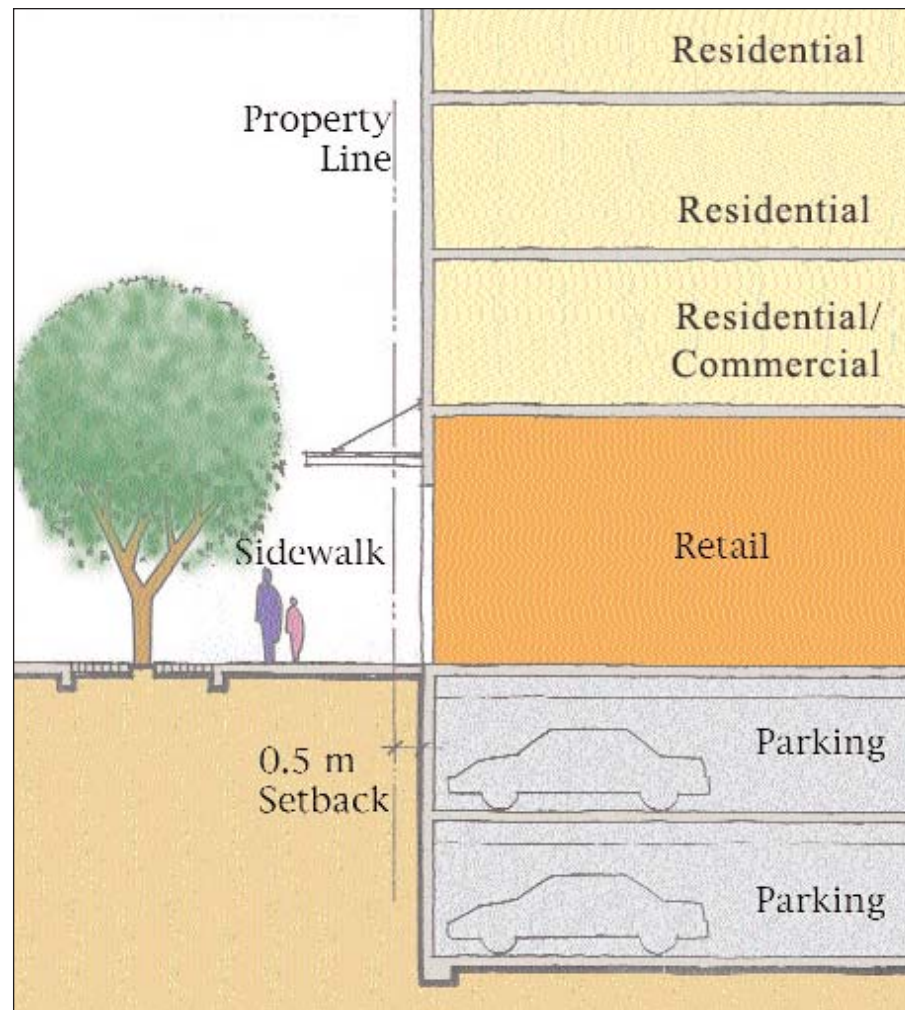 Residential
Property
Line
Residential
Residential/
Commercial
Sidewalk
Retail
Parking
0.5 m
Setback
Parking